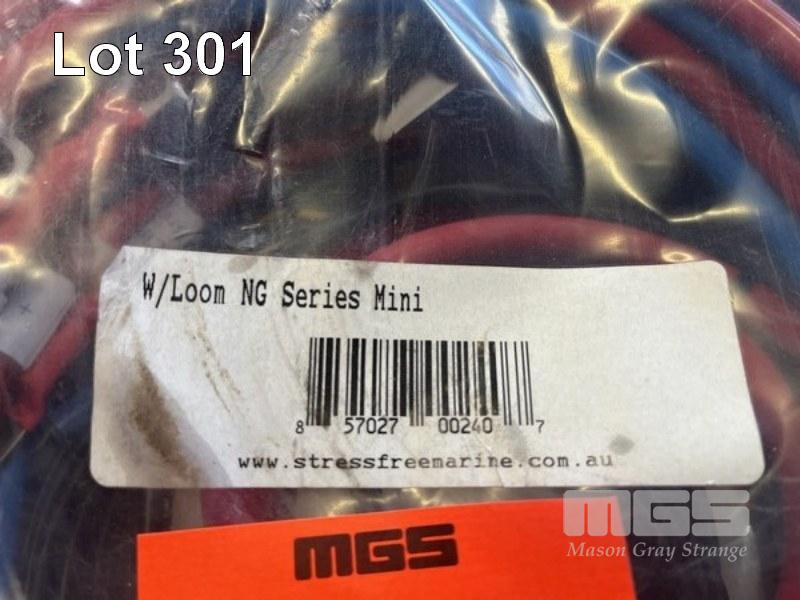 Lot 301
W/Loom NG Series Mini
8 57027 00240 7
www.stressfreemarine.com.au
MGS
MGS
Mason Gray Strange